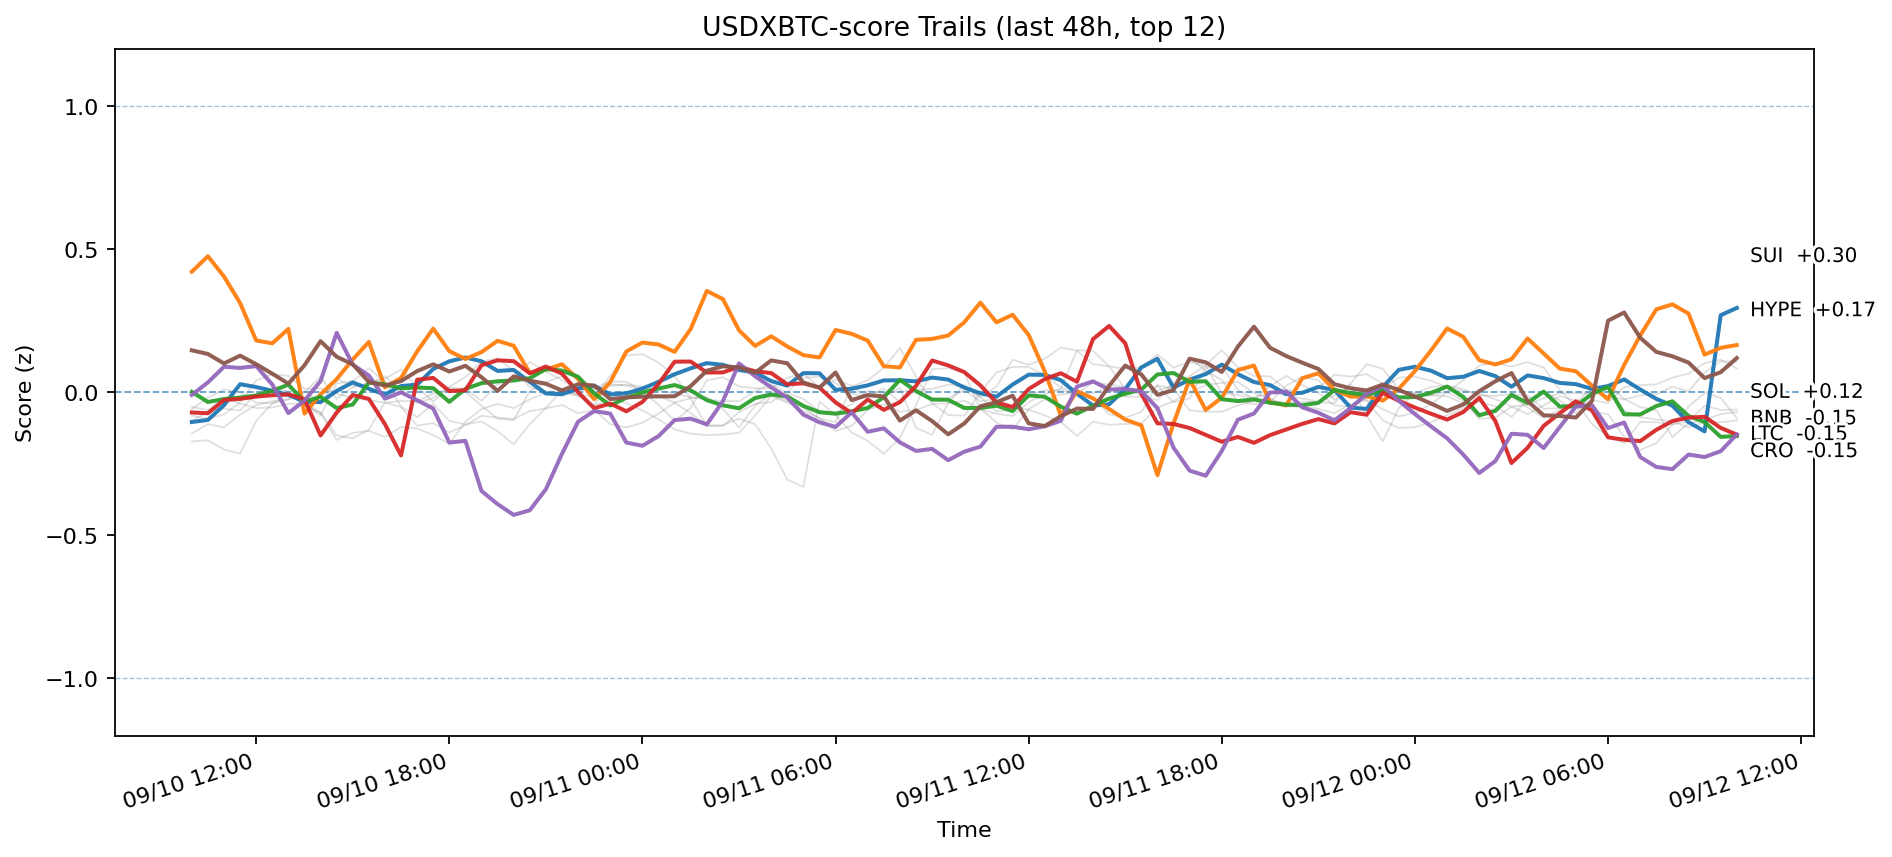 USDXBTC-score Trails (last 48h, top 12)
Score (z)
1.0
0.5
0.0
−0.5
−1.0
SUI +0.30
HYPE +0.17
SOL +0.12
RNB -0.15
LTC -0.15
CRO -0.15
09/10 12:00
09/10 18:00
09/11 00:00
09/11 06:00
09/11 12:00
09/11 18:00
09/12 00:00
09/12 06:00
09/12 12:00
Time